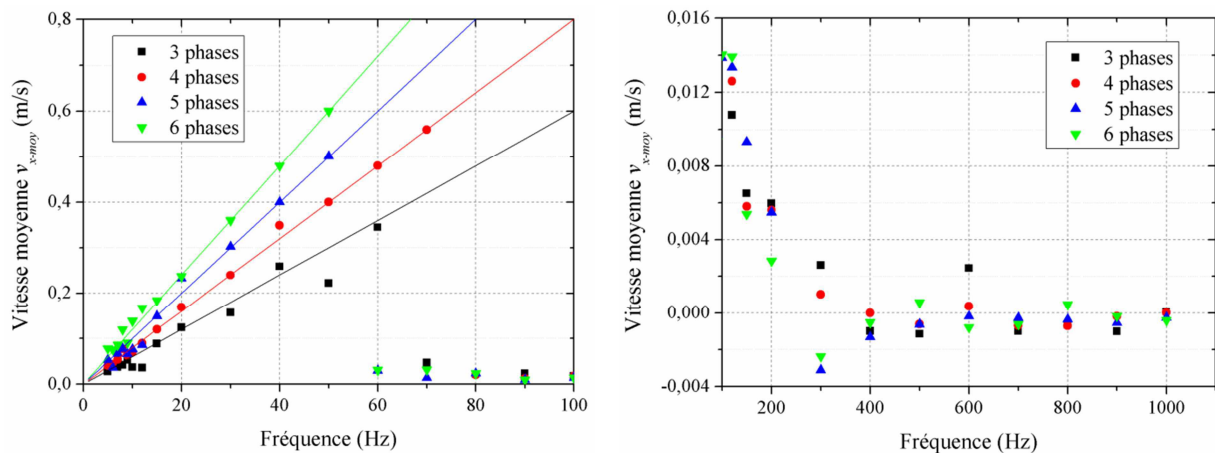 0,8
0,6
0,4
0,2
0,0
Vitesse moyenne v x-moy (m/s)
3 phases
4 phases
5 phases
6 phases
0 20 40 60 80 100
Fréquence (Hz)
0,016
0,012
0,008
0,004
0,000
-0,004
Vitesse moyenne v x-moy (m/s)
3 phases
4 phases
5 phases
6 phases
200 400 600 800 1000
Fréquence (Hz)